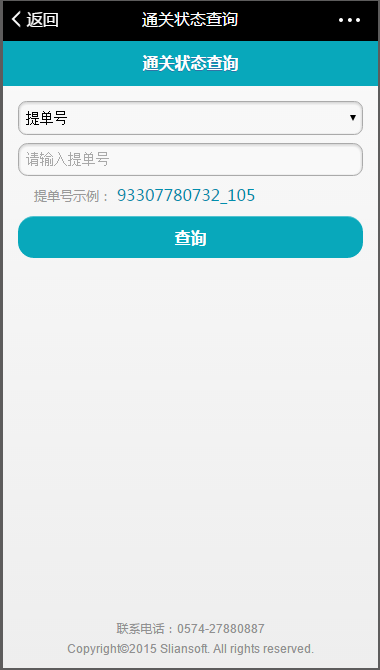 返回 通关状态查询
通关状态查询
提单号
请输入提单号
提单号示例： 93307780732_105
查询
联系电话：0574-27880887
Copyright©2015 Sliansoft. All rights reserved.